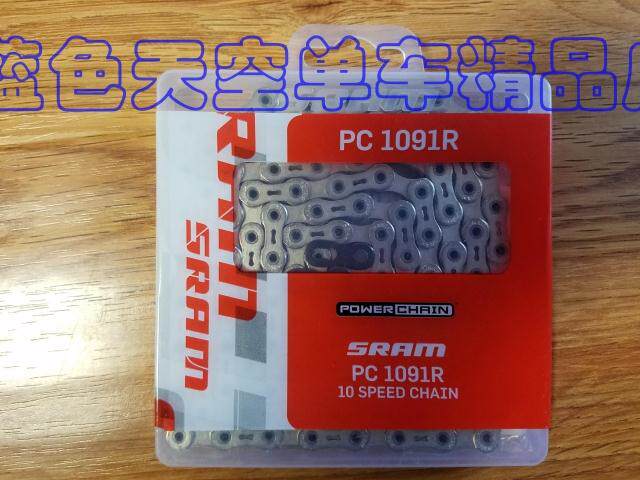 蓝色天空单车精品店
PC 1091R
SRAM
SRAM
POWERCHAIN
SRAM
PC 1091R
10 SPEED CHAIN